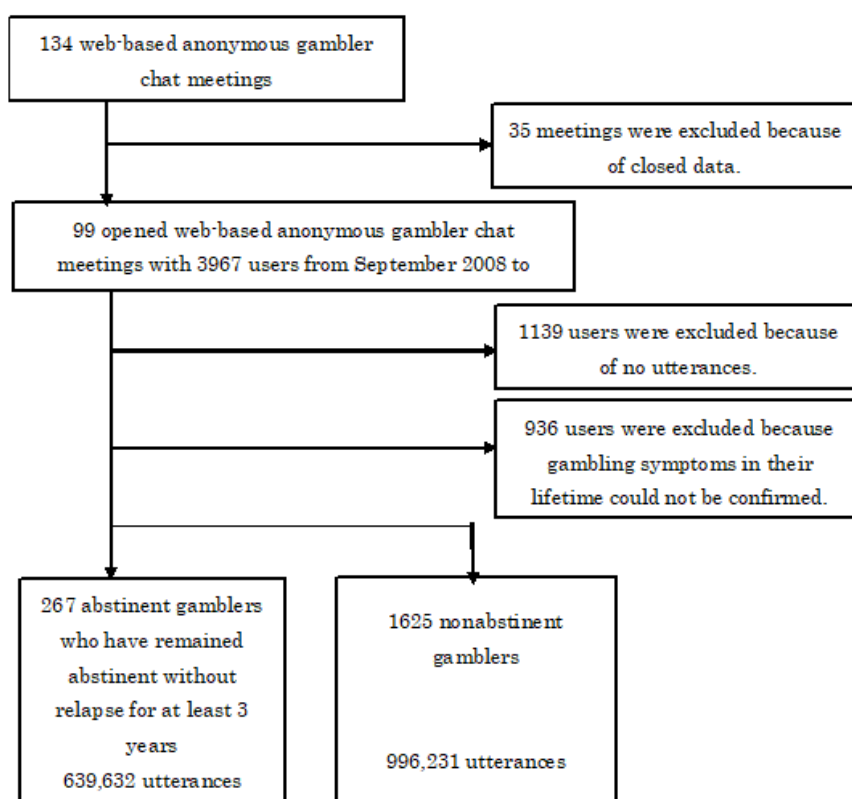 134 web-based anonymous gambler
chat meetings
35 meetings were excluded because
of closed data.
99 opened web-based anonymous gambler chat
meetings with 3967 users from September 2008 to
1139 users were excluded because
of no utterances.
936 users were excluded because
gambling symptoms in their
lifetime could not be confirmed.
267 abstinent gamblers
who have remained
abstinent without
relapse for at least 3
years
639,632 utterances
1625 nonabstinent
gamblers
996,231 utterances